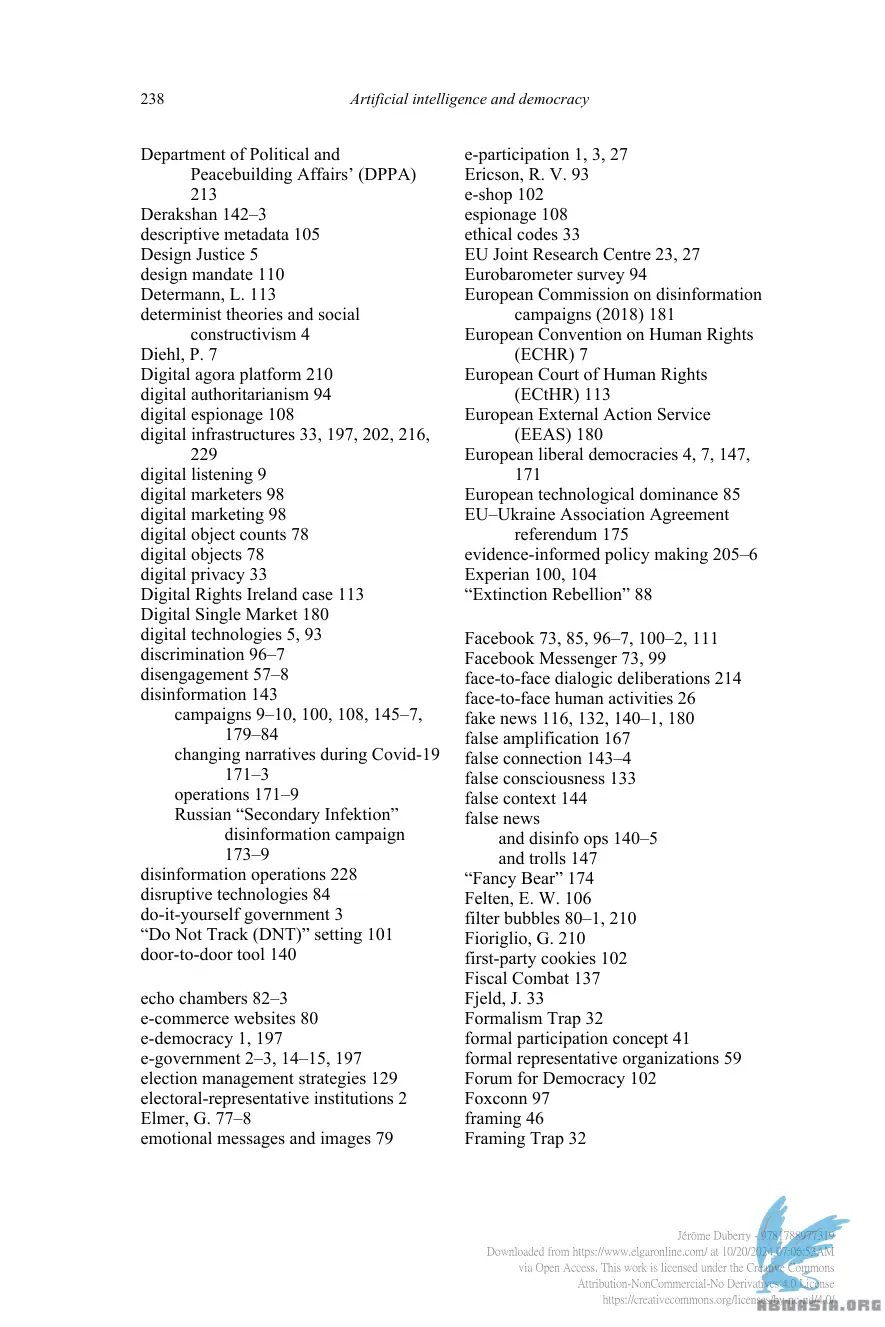 238
Artificial intelligence and democracy
Department of Political and
Peacebuilding Affairs’ (DPPA)
213
Derakshan 142–3
descriptive metadata 105
Design Justice 5
design mandate 110
Determann, L. 113
determinist theories and social
constructivism 4
Diehl, P. 7
Digital agora platform 210
digital authoritarianism 94
digital espionage 108
digital infrastructures 33, 197, 202, 216,
229
digital listening 9
digital marketers 98
digital marketing 98
digital object counts 78
digital objects 78
digital privacy 33
Digital Rights Ireland case 113
Digital Single Market 180
digital technologies 5, 93
discrimination 96–7
disengagement 57–8
disinformation 143
campaigns 9–10, 100, 108, 145–7,
179–84
changing narratives during Covid-19
171–3
operations 171–9
Russian “Secondary Infektion”
disinformation campaign
173–9
disinformation operations 228
disruptive technologies 84
do-it-yourself government 3
“Do Not Track (DNT)” setting 101
door-to-door tool 140
echo chambers 82–3
e-commerce websites 80
e-democracy 1, 197
e-government 2–3, 14–15, 197
election management strategies 129
electoral-representative institutions 2
Elmer, G. 77–8
emotional messages and images 79
e-participation 1, 3, 27
Ericson, R. V. 93
e-shop 102
espionage 108
ethical codes 33
EU Joint Research Centre 23, 27
Eurobarometer survey 94
European Commission on disinformation
campaigns (2018) 181
European Convention on Human Rights
(ECHR) 7
European Court of Human Rights
(ECtHR) 113
European External Action Service
(EEAS) 180
European liberal democracies 4, 7, 147,
171
European technological dominance 85
EU–Ukraine Association Agreement
referendum 175
evidence-informed policy making 205–6
Experian 100, 104
“Extinction Rebellion” 88
Facebook 73, 85, 96–7, 100–2, 111
Facebook Messenger 73, 99
face-to-face dialogic deliberations 214
face-to-face human activities 26
fake news 116, 132, 140–1, 180
false amplification 167
false connection 143–4
false consciousness 133
false context 144
false news
and disinfo ops 140–5
and trolls 147
“Fancy Bear” 174
Felten, E. W. 106
filter bubbles 80–1, 210
Fioriglio, G. 210
first-party cookies 102
Fiscal Combat 137
Fjeld, J. 33
Formalism Trap 32
formal participation concept 41
formal representative organizations 59
Forum for Democracy 102
Foxconn 97
framing 46
Framing Trap 32
Jérôme Duberry - 9781788977319
Downloaded from https://www.elgaronline.com/ at 10/20/2024 07:06:53AM
via Open Access. This work is licensed under the Creative Commons
Attribution-NonCommercial-No Derivatives 4.0 License
https://creativecommons.org/licenses/by-nc-nd/4.0/
ABNASIA.ORG